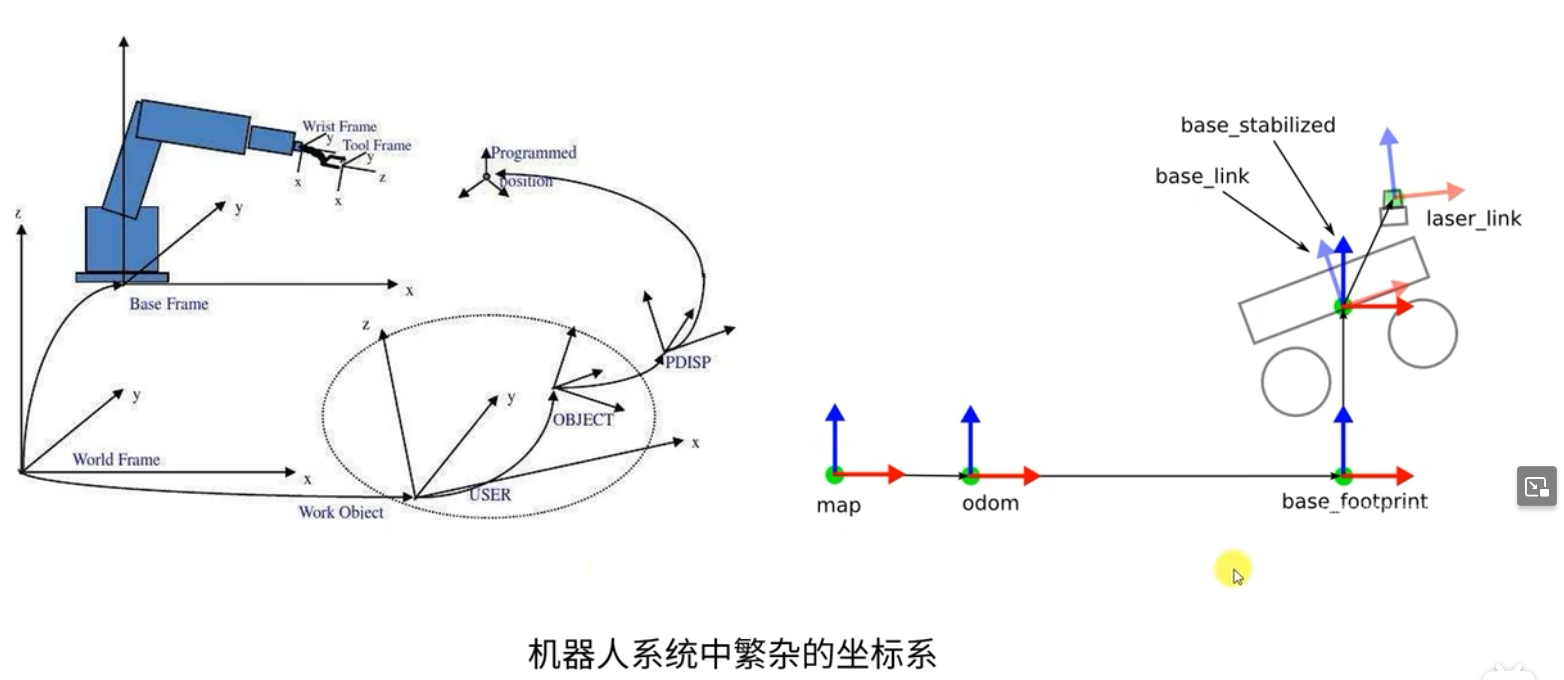 Wrist Frame
y
Tool Frame
y
z
x
x
Programmed
position
z
y
x
Base Frame
z
y
World Frame
x
y
OBJECT
PDISP
x
USER
Work Object
base_stabilized
base_link
laser_link
map
odom
base_footprint
机器人系统中繁杂的坐标系